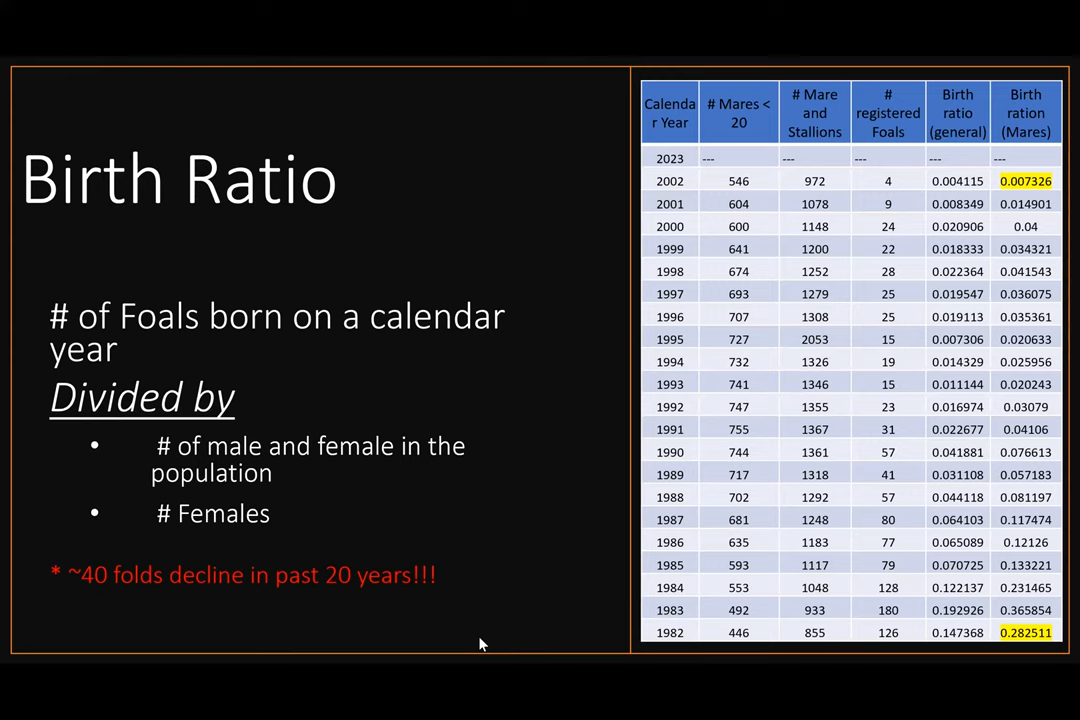 Birth Ratio
# of Foals born on a calendar
year
Divided by
• # of male and female in the
population
• # Females
* ~40 folds decline in past 20 years!!!
Calenda
r Year # Mares <
20 # Mare
and
Stallions #
registered
Foals Birth
ratio
(general) Birth
ration
(Mares)
2023 --- --- --- --- ---
2002 546 972 4 0.004115 0.007326
2001 604 1078 9 0.008349 0.014901
2000 600 1148 24 0.020906 0.04
1999 641 1200 22 0.018333 0.034321
1998 674 1252 28 0.022364 0.041543
1997 693 1279 25 0.019547 0.036075
1996 707 1308 25 0.019113 0.035361
1995 727 2053 15 0.007306 0.020633
1994 732 1326 19 0.014329 0.025956
1993 741 1346 15 0.011144 0.020243
1992 747 1355 23 0.016974 0.03079
1991 755 1367 31 0.022677 0.04106
1990 744 1361 57 0.041881 0.076613
1989 717 1318 41 0.031108 0.057183
1988 702 1292 57 0.044118 0.081197
1987 681 1248 80 0.064103 0.117474
1986 635 1183 77 0.065089 0.12126
1985 593 1117 79 0.070725 0.133221
1984 553 1048 128 0.122137 0.231465
1983 492 933 180 0.192926 0.365854
1982 446 855 126 0.147368 0.282511